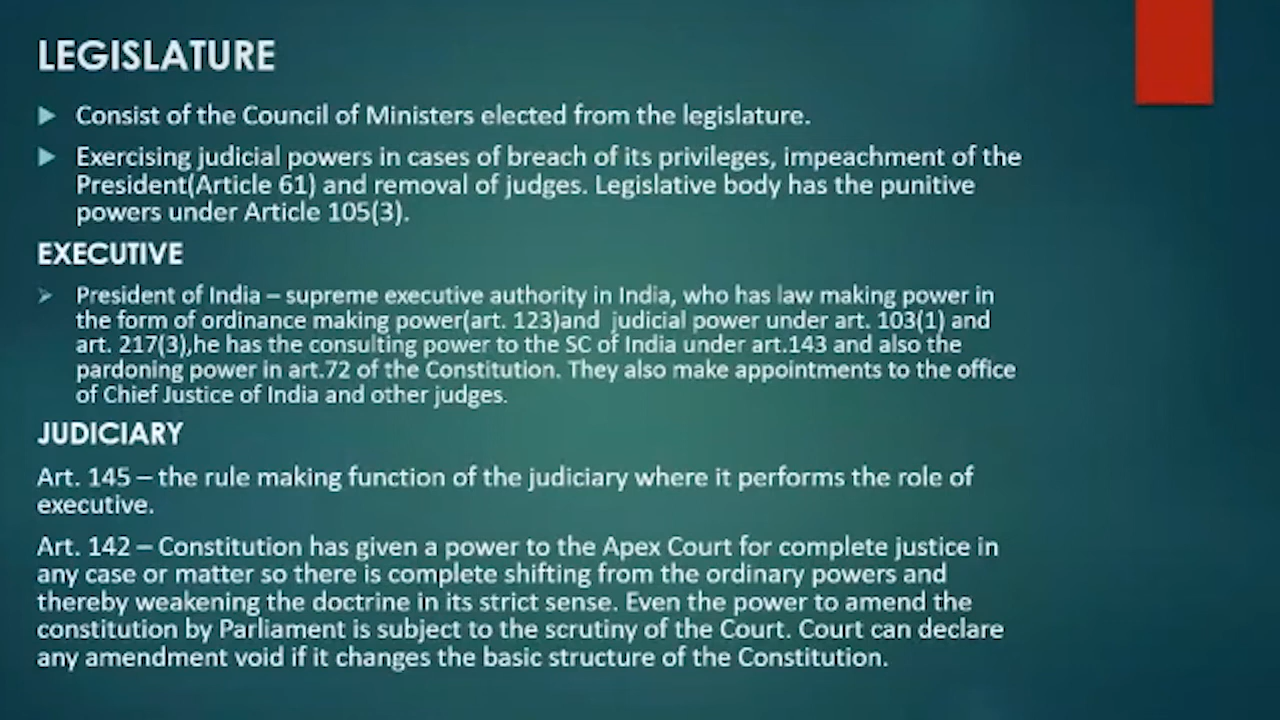 LEGISLATURE
Consist of the Council of Ministers elected from the legislature.
Exercising judicial powers in cases of breach of its privileges, impeachment of the
President(Article 61) and removal of judges. Legislative body has the punitive
powers under Article 105(3).
EXECUTIVE
President of India – supreme executive authority in India, who has law making power in
the form of ordinance making power(art. 123)and  judicial power under art. 103(1) and
art. 217(3),he has the consulting power to the SC of India under art.143 and also the
pardoning power in art.72 of the Constitution. They also make appointments to the office
of Chief Justice of India and other judges.
JUDICIARY
Art. 145 – the rule making function of the judiciary where it performs the role of
executive.
Art. 142 – Constitution has given a power to the Apex Court for complete justice in
any case or matter so there is complete shifting from the ordinary powers and
thereby weakening the doctrine in its strict sense. Even the power to amend the
constitution by Parliament is subject to the scrutiny of the Court. Court can declare
any amendment void if it changes the basic structure of the Constitution.